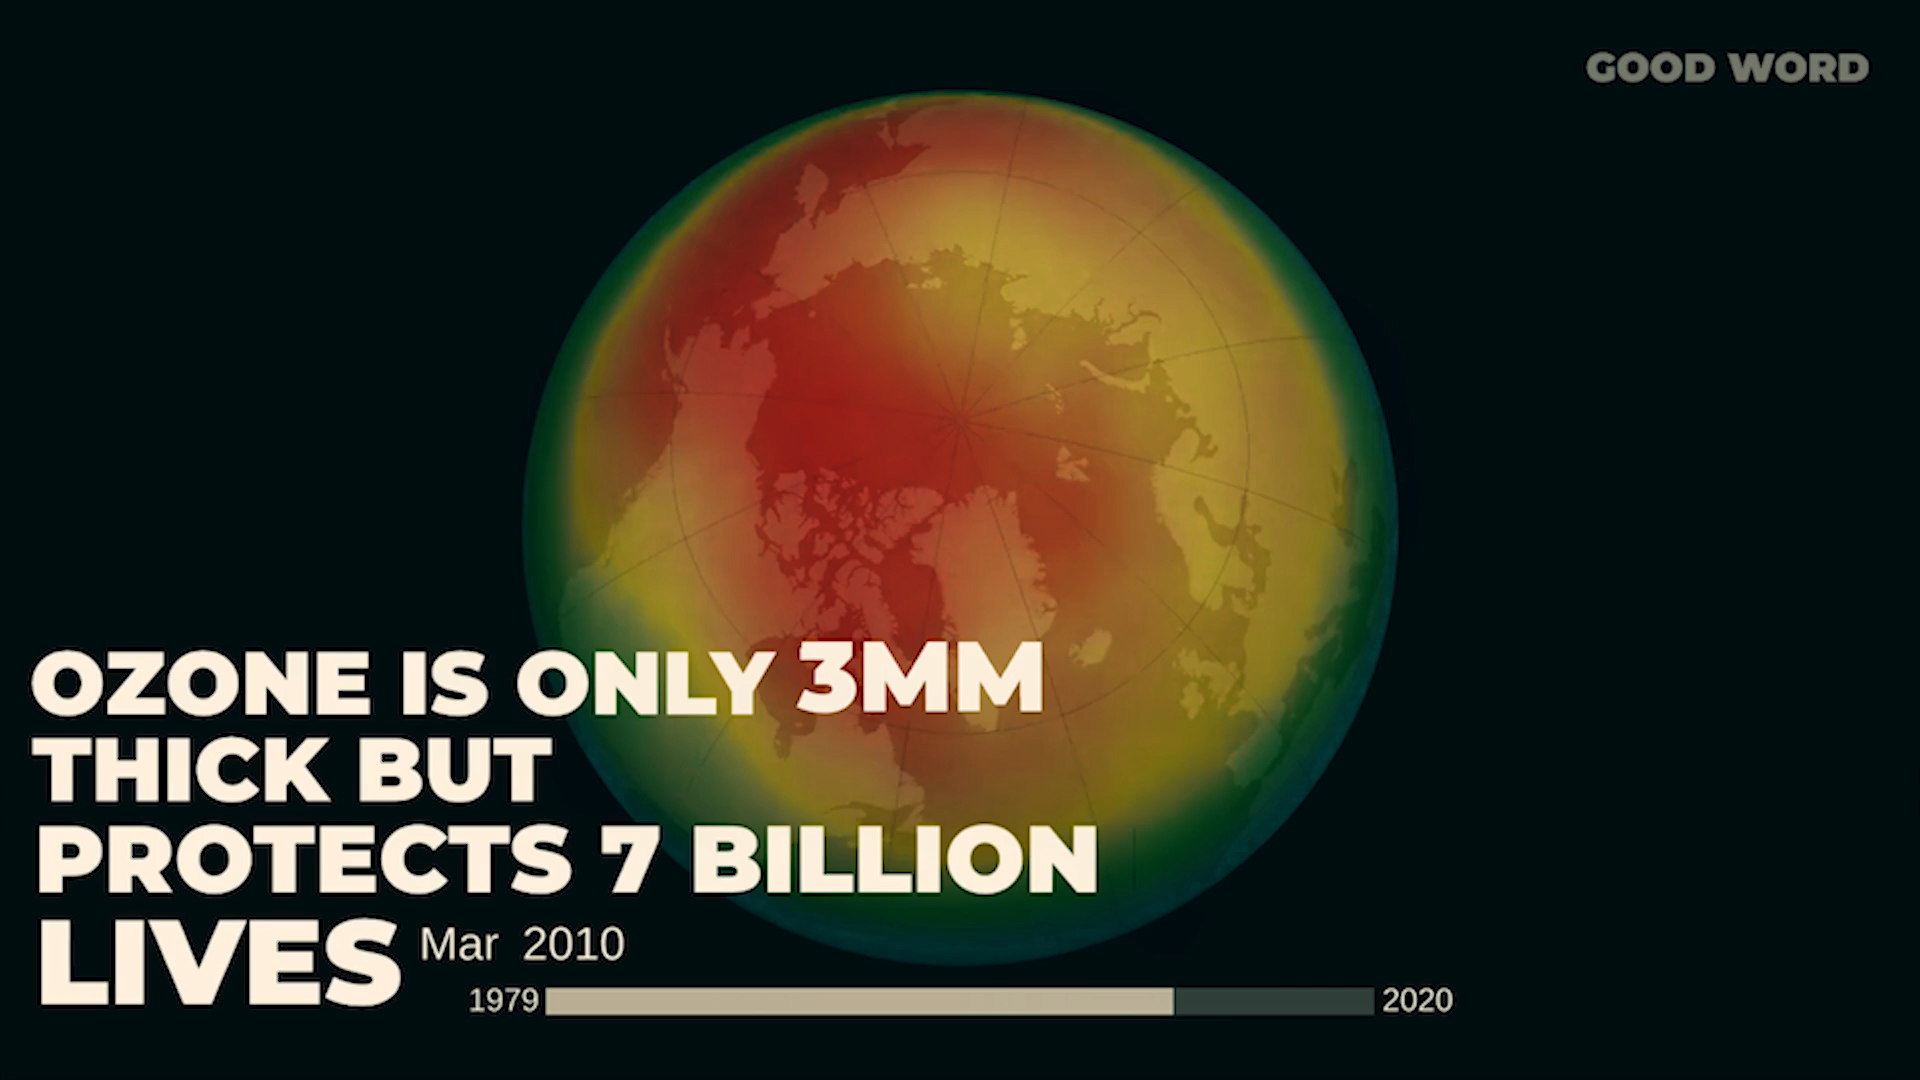 GOOD WORD
OZONE IS ONLY 3MM
THICK BUT
PROTECTS 7 BILLION
LIVES
Mar 2010
1979
2020